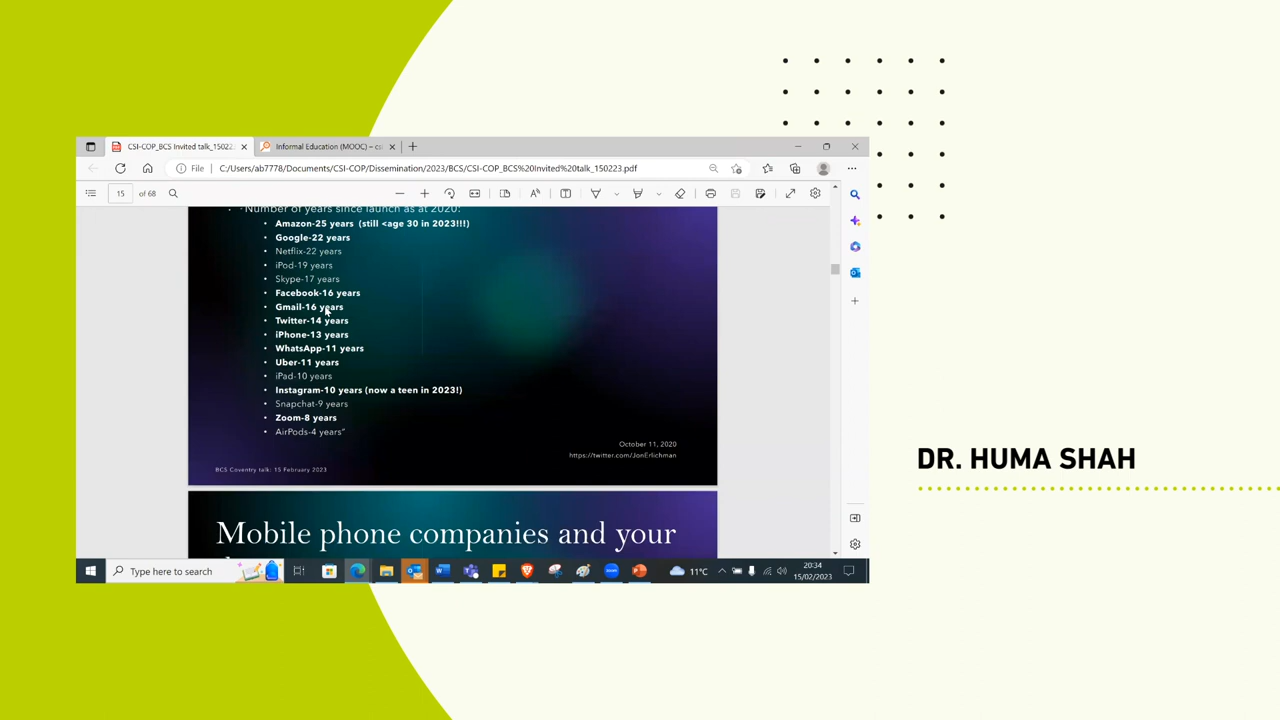 CSI-COP_BCS Invited talk_150223.
Informal Education (MOOC) – cs
File
C:/Users/ab7778/Documents/CSI-COP/Dissemination/2023/BCS/CSI-COP_BCS%20Invited%20talk_150223.pdf
15 of 68
• Number of years since launch as at 2020:
• Amazon-25 years (still <age 30 in 2023!!!)
• Google-22 years
• Netflix-22 years
• iPod-19 years
• Skype-17 years
• Facebook-16 years
• Gmail-16 years
• Twitter-14 years
• iPhone-13 years
• WhatsApp-11 years
• Uber-11 years
• iPad-10 years
• Instagram-10 years (now a teen in 2023!)
• Snapchat-9 years
• Zoom-8 years
• AirPods-4 years"
October 11, 2020
https://twitter.com/JonErlichman
BCS Coventry talk: 15 February 2023
Mobile phone companies and your
Type here to search
11°C
20:34
15/02/2023
DR. HUMA SHAH